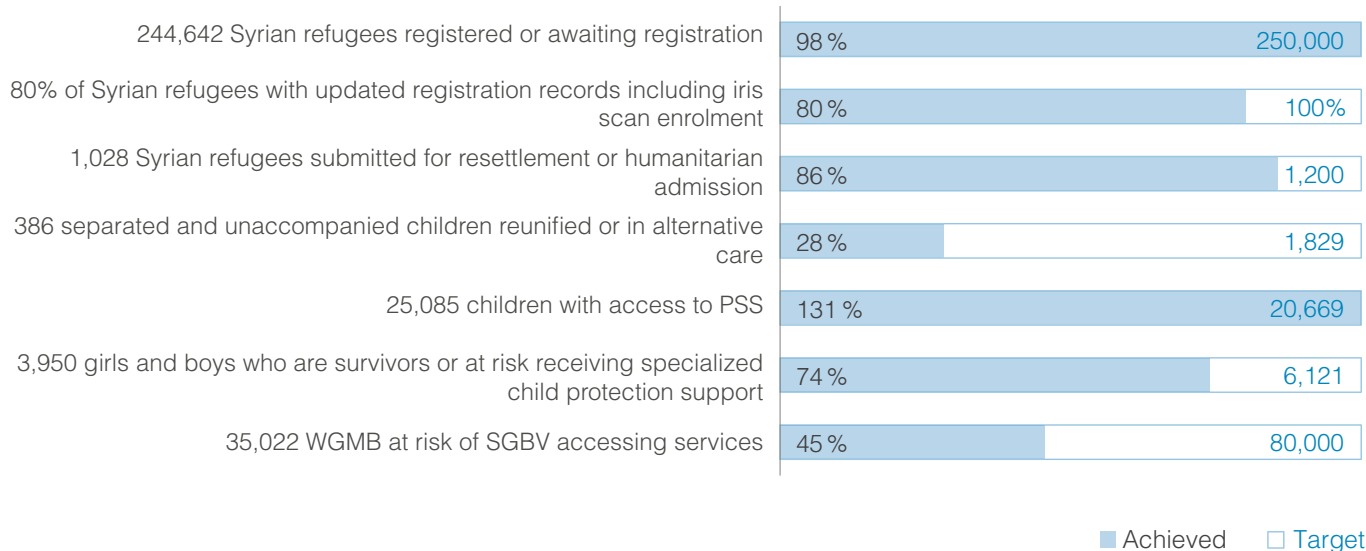 244,642 Syrian refugees registered or awaiting registration
98 %
250,000
80% of Syrian refugees with updated registration records including iris
scan enrolment
80 %
100%
1,028 Syrian refugees submitted for resettlement or humanitarian
admission
86 %
1,200
386 separated and unaccompanied children reunified or in alternative
care
28 %
1,829
25,085 children with access to PSS
131 %
20,669
3,950 girls and boys who are survivors or at risk receiving specialized
child protection support
74 %
6,121
35,022 WGMB at risk of SGBV accessing services
45 %
80,000
Achieved
Target